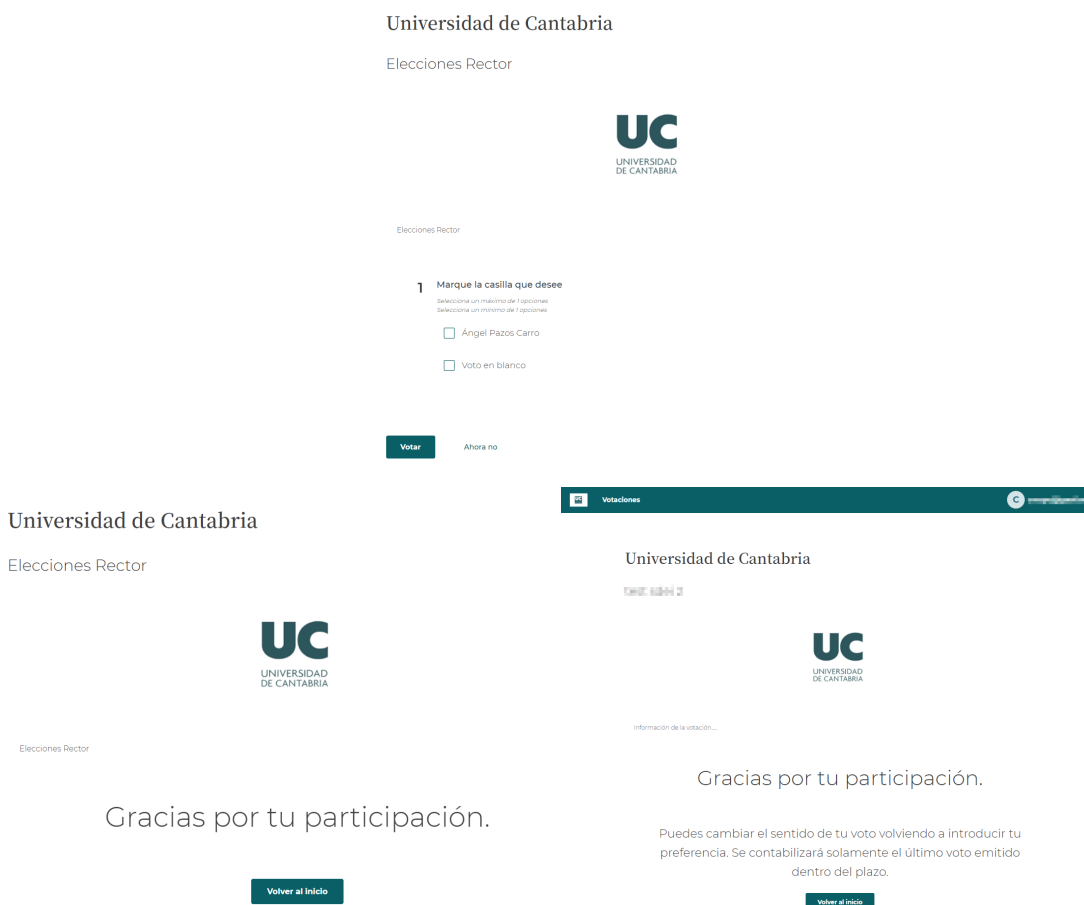 Universidad de Cantabria
Elecciones Rector
UC
UNIVERSIDAD
DE CANTABRIA
Elecciones Rector
1 Marque la casilla que desee
Selecciona un máximo de 1 opciones
Selecciona un mínimo de 1 opciones
Ángel Pazos Carro
Voto en blanco
Votar Ahora no
Universidad de Cantabria
Elecciones Rector
UC
UNIVERSIDAD
DE CANTABRIA
Elecciones Rector
Gracias por tu participación.
Volver al inicio
Votaciones C
Universidad de Cantabria
UC
UNIVERSIDAD
DE CANTABRIA
Información de la votación...
Gracias por tu participación.
Puedes cambiar el sentido de tu voto volviendo a introducir tu
preferencia. Se contabilizará solamente el último voto emitido
dentro del plazo.
Volver al inicio